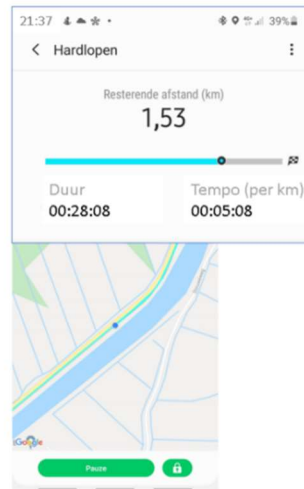 21:37
39%
Hardlopen
Resterende afstand (km)
1,53
Duur
Tempo (per km)
00:28:08
00:05:08
Google
Pauze